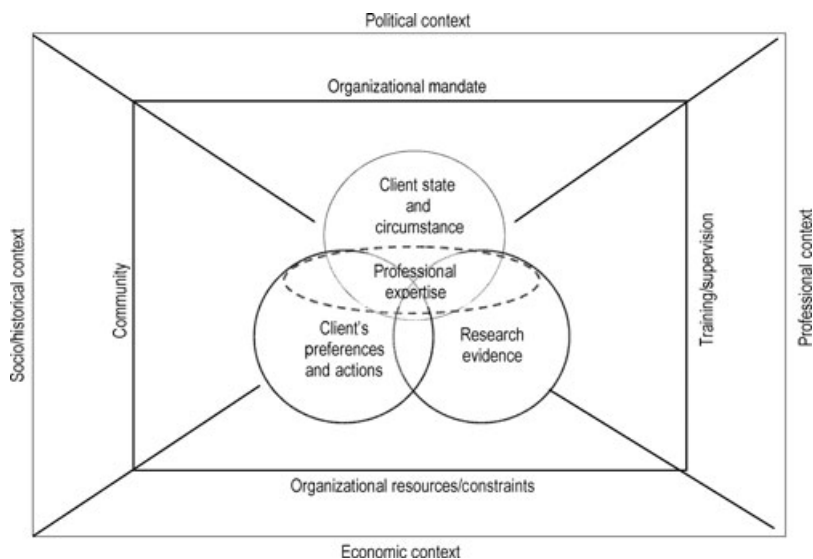 Political context
Organizational mandate
Client state
and
circumstance
Professional
expertise
Client's
preferences
and actions
Research
evidence
Socio/historical context
Community
Training/supervision
Professional context
Organizational resources/constraints
Economic context